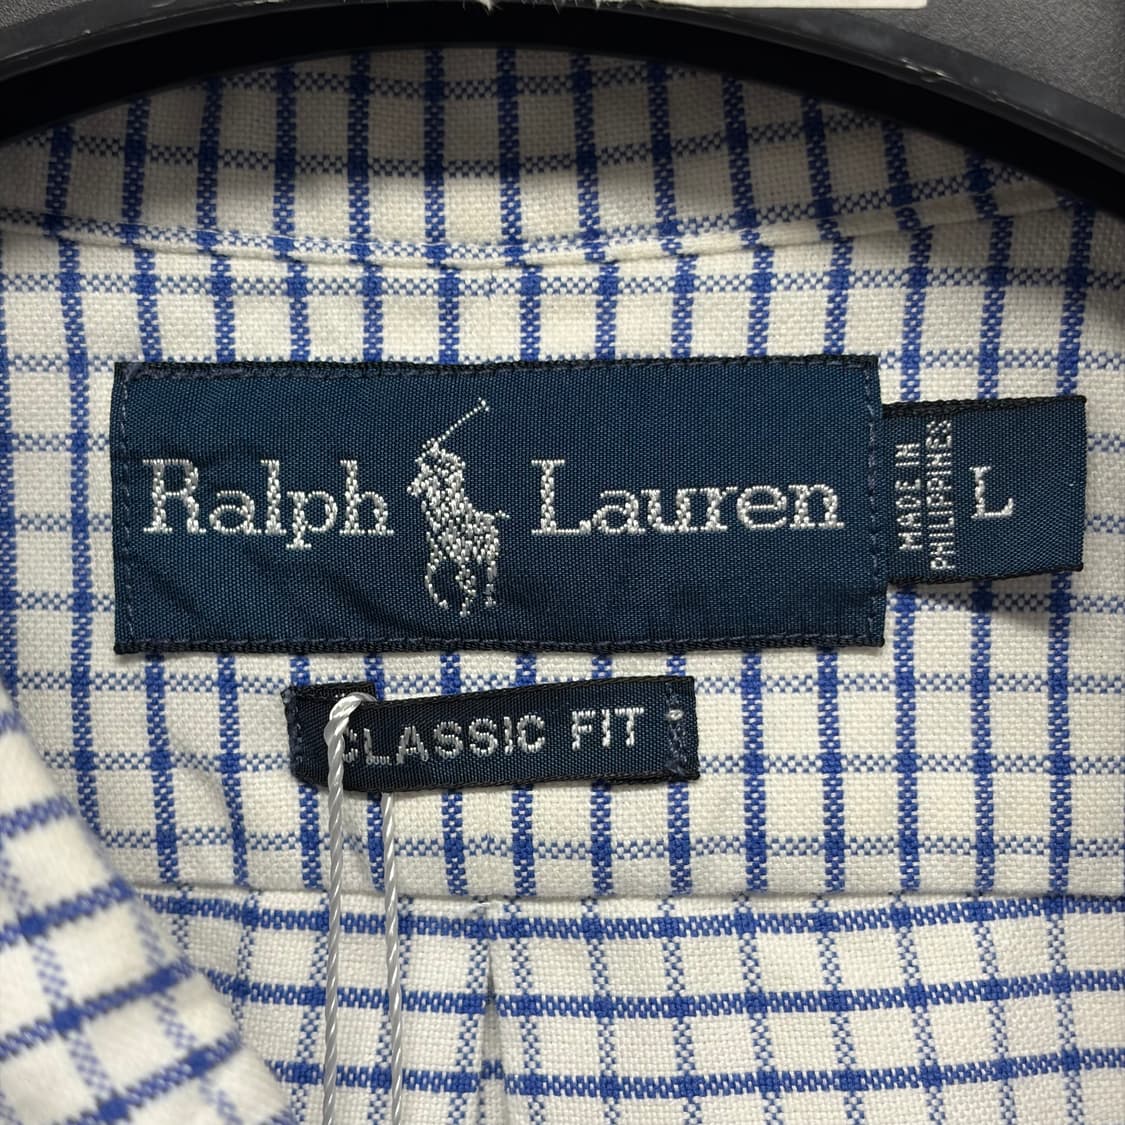 Ralph Lauren
MADE IN
PHILIPPINES
L
CLASSIC FIT